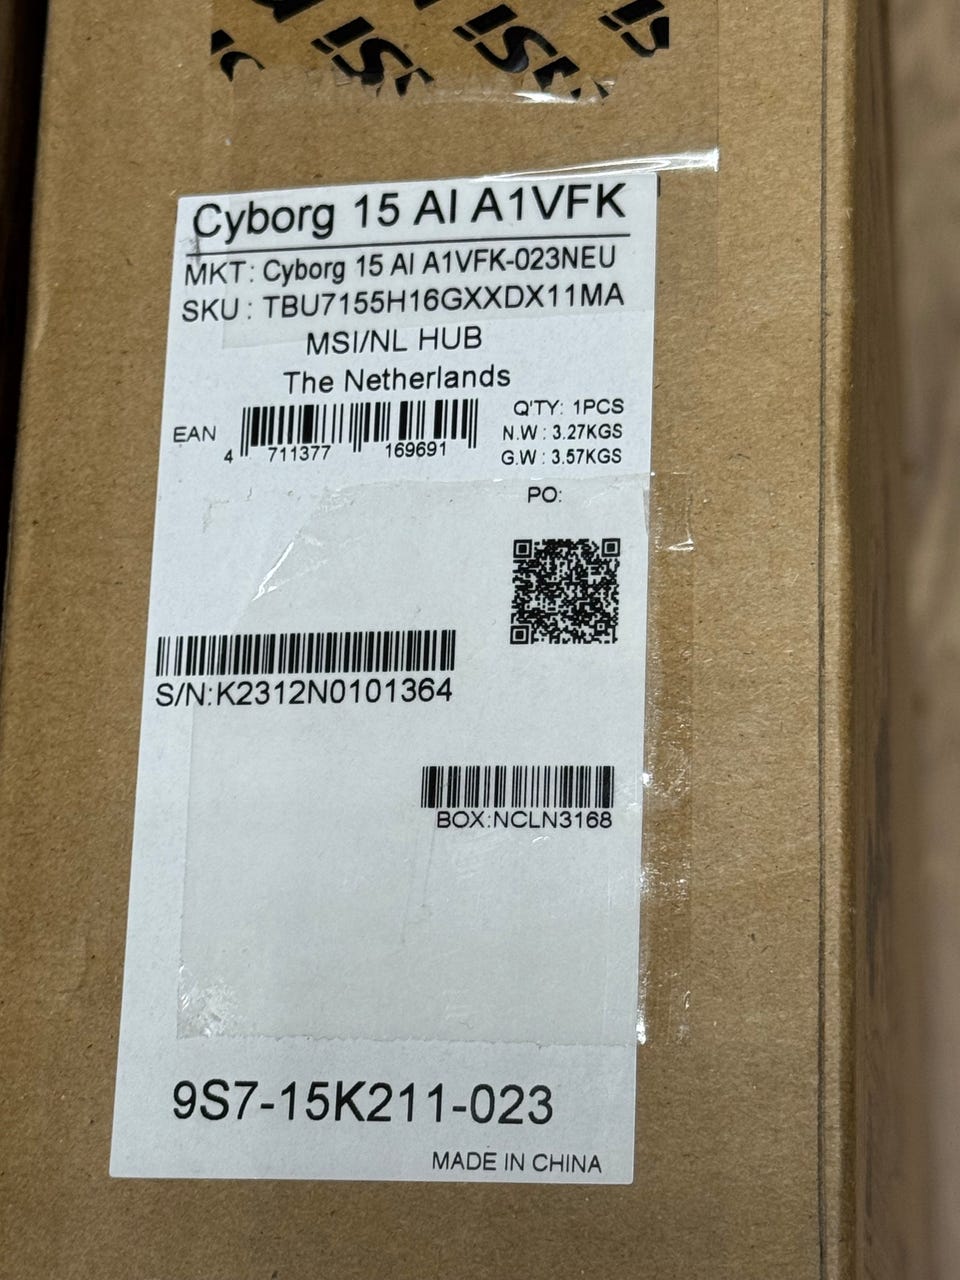 Cyborg 15 AI A1VFK
MKT: Cyborg 15 AI A1VFK-023NEU
SKU : TBU7155H16GXXDX11MA
MSI/NL HUB
The Netherlands
EAN
4 711377 169691
Q'TY: 1PCS
N.W : 3.27KGS
G.W : 3.57KGS
PO:
S/N:K2312N0101364
BOX:NCLN3168
9S7-15K211-023
MADE IN CHINA